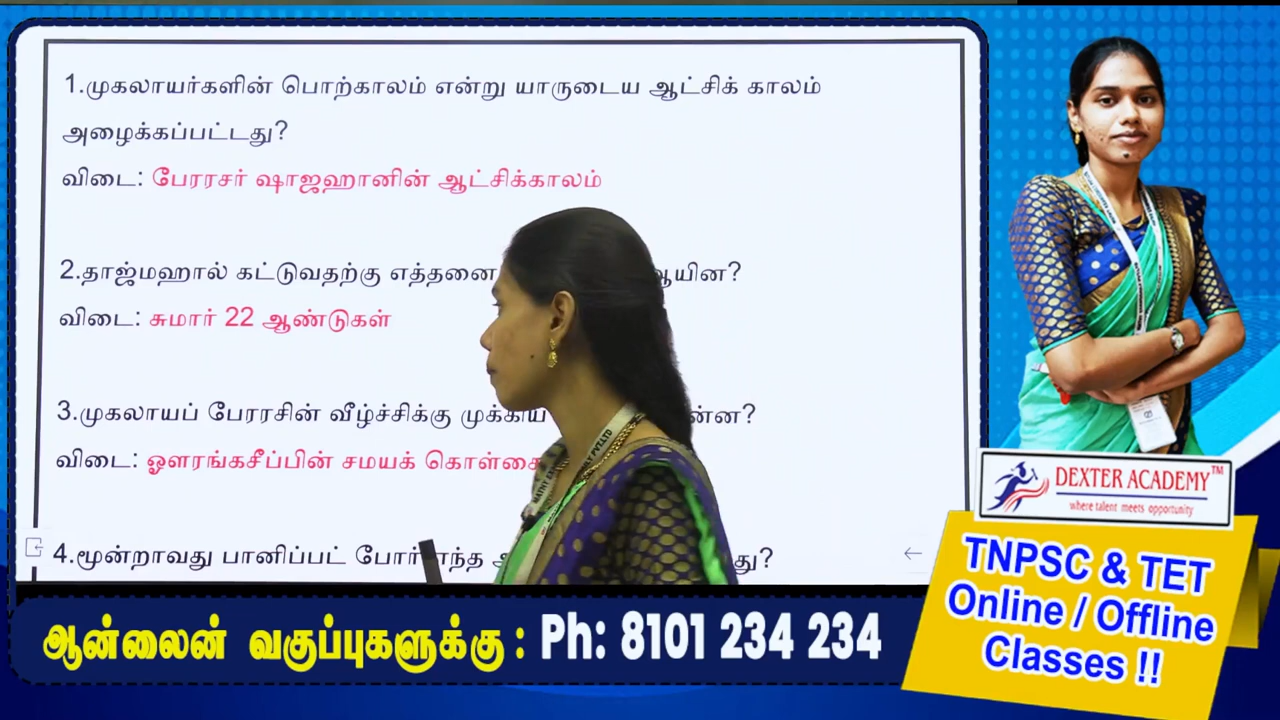 1.முகலாயர்களின் பொற்காலம் என்று யாருடைய ஆட்சிக் காலம்
அழைக்கப்பட்டது?
விடை: பேரரசர் ஷாஜஹானின் ஆட்சிக்காலம்
2.தாஜ்மஹால் கட்டுவதற்கு எத்தனை
விடை: சுமார் 22 ஆண்டுகள்
3.முகலாயப் பேரரசின் வீழ்ச்சிக்கு
விடை: ஔரங்கசீப்பின் சமயக்
4.மூன்றாவது பானிப்பட் போர் எந்த
DEXTER ACADEMY™
where talent meets opportunity
TNPSC & TET
Online / Offline
Classes !!
ஆன்லைன் வகுப்புகளுக்கு : Ph: 8101 234 234